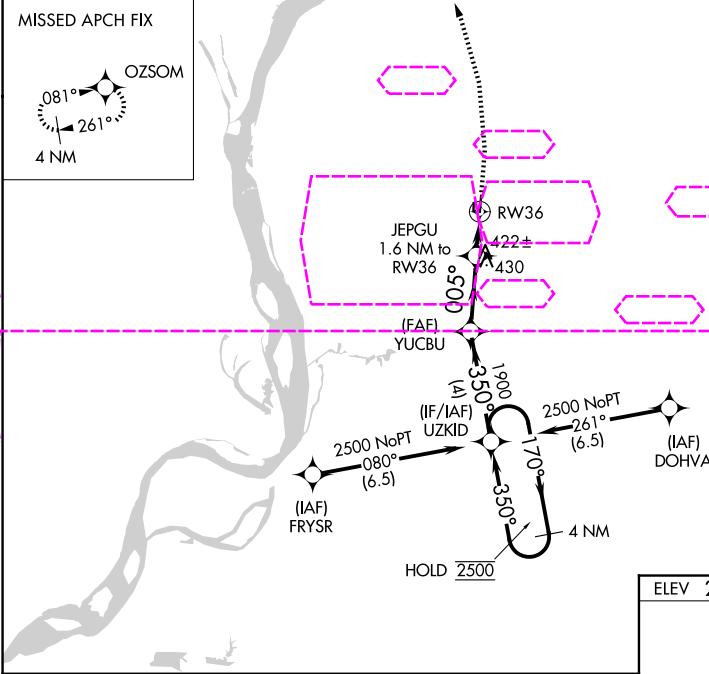 MISSED APCH FIX
OZSOM
081°
261°
4 NM
RW36
JEPGU
1.6 NM to
RW36
422±
430
005°
(FAF)
YUCBU
350°
(4)
1900
(IF/IAF)
UZKID
2500 NoPT
261°
(6.5)
(IAF)
DOHVA
2500 NoPT
080°
(6.5)
(IAF)
FRYSR
170°
350°
4 NM
HOLD 2500
ELEV 2